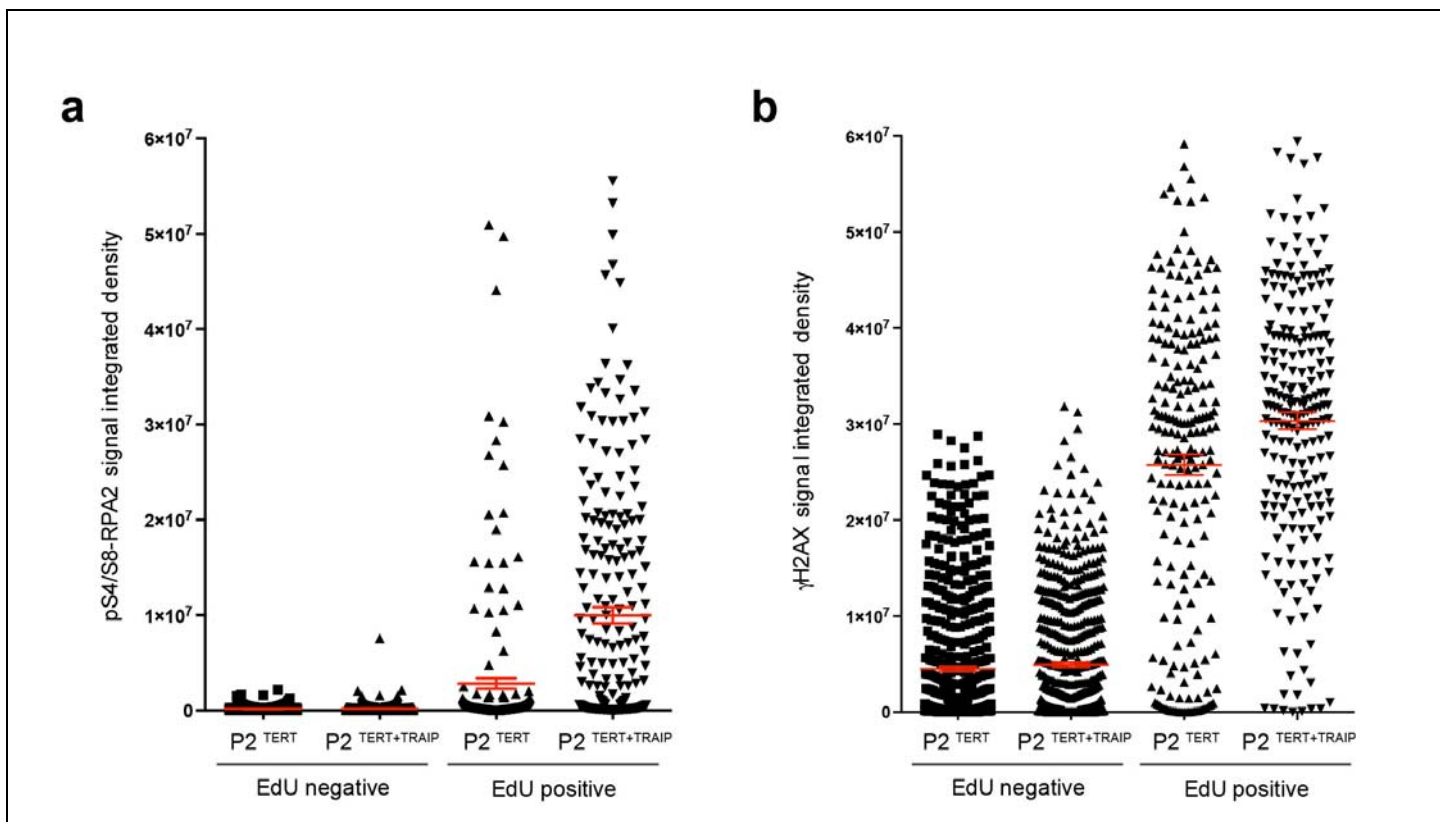 a
pS4/S8-RPA2 signal integrated density
6×10⁷
5×10⁷
4×10⁷
3×10⁷
2×10⁷
1×10⁷
0
P2 TERT
P2 TERT+TRAIP
P2 TERT
P2 TERT+TRAIP
EdU negative
EdU positive
b
γH2AX signal integrated density
6×10⁷
5×10⁷
4×10⁷
3×10⁷
2×10⁷
1×10⁷
0
P2 TERT
P2 TERT+TRAIP
P2 TERT
P2 TERT+TRAIP
EdU negative
EdU positive